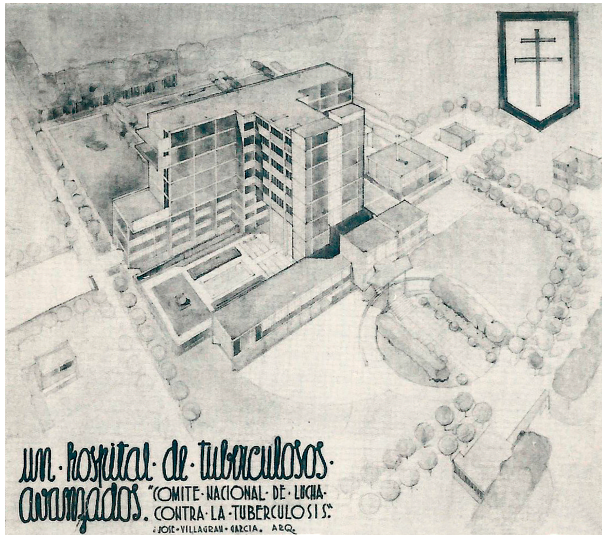 un·hospital·de·tuberculosos·
avanzados. "COMITE·NACIONAL·DE·LUCHA·
CONTRA·LA·TUBERCULOSIS."
·JOSE·VILLAGRAN·GARCIA. ARQ.